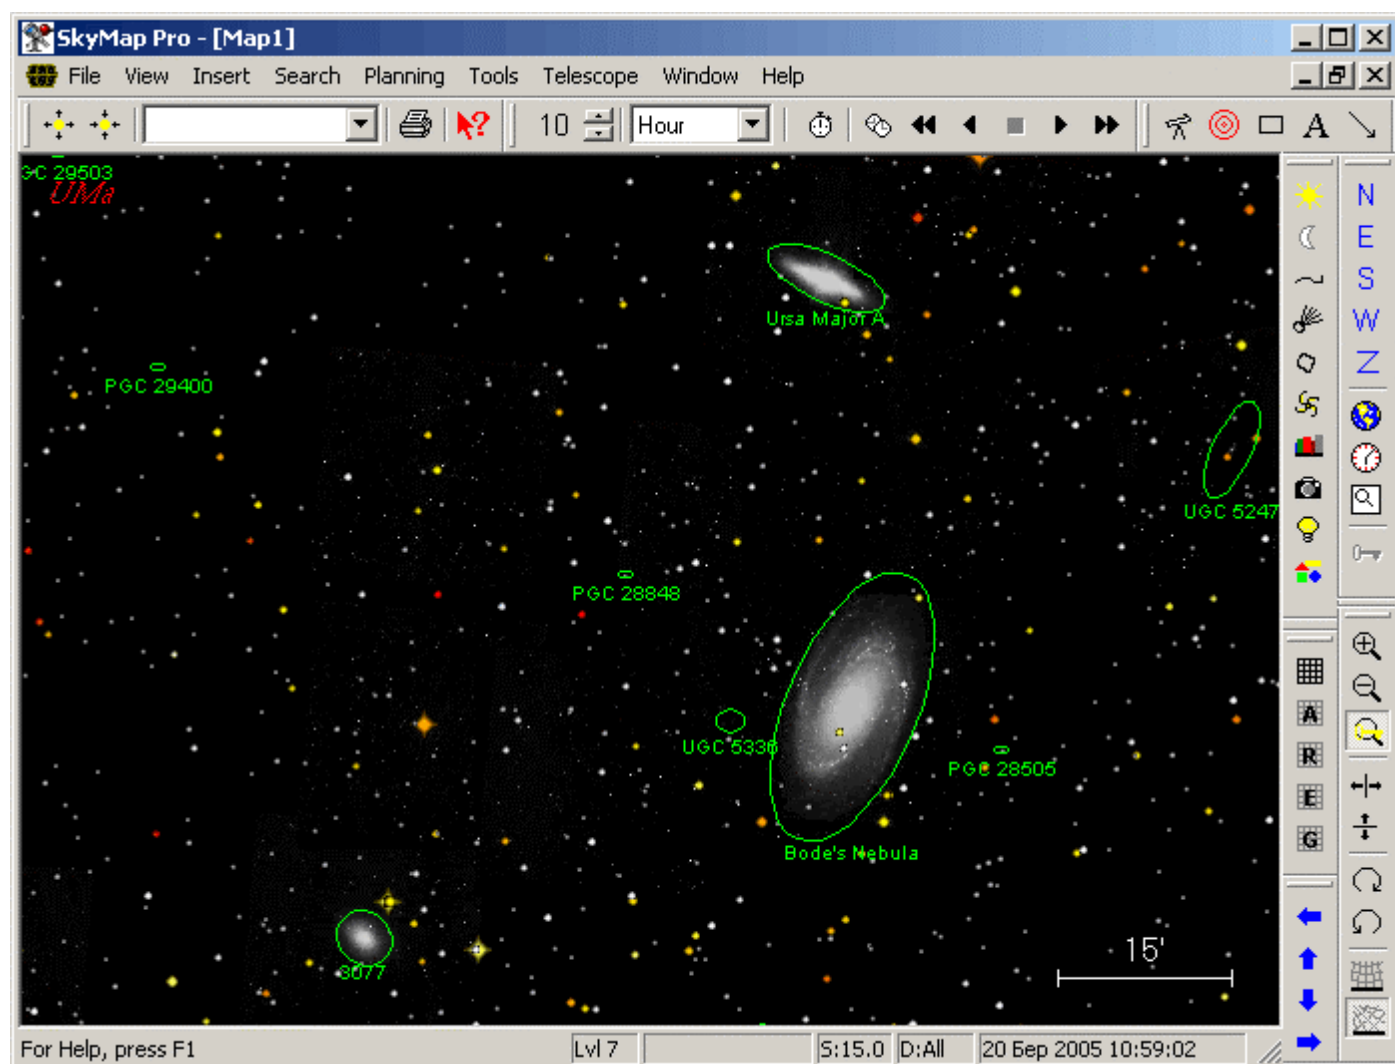 SkyMap Pro - [Map1]
File View Insert Search Planning Tools Telescope Window Help
10 Hour A
GC 29503
UMa
Ursa Major A
PGC 29400
UGC 5247
PGC 28848
UGC 5336
PGC 28505
Bode's Nebula
3077
15'
N
E
S
W
Z
A
R
E
G
For Help, press F1 Lvl 7 S:15.0 D:All 20 Бер 2005 10:59:02